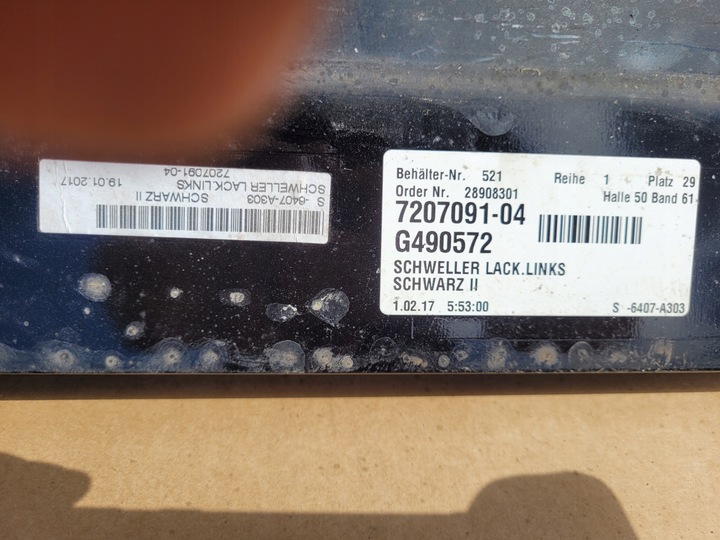 S -6407-A303
SCHWELLER LACK.LINKS
7207091-04
SCHWARZ II
19.01.2017
Behälter-Nr. 521 Reihe 1 Platz 29
Order Nr. 28908301 Halle 50 Band 61
7207091-04
G490572
SCHWELLER LACK.LINKS
SCHWARZ II
1.02.17 5:53:00 S -6407-A303